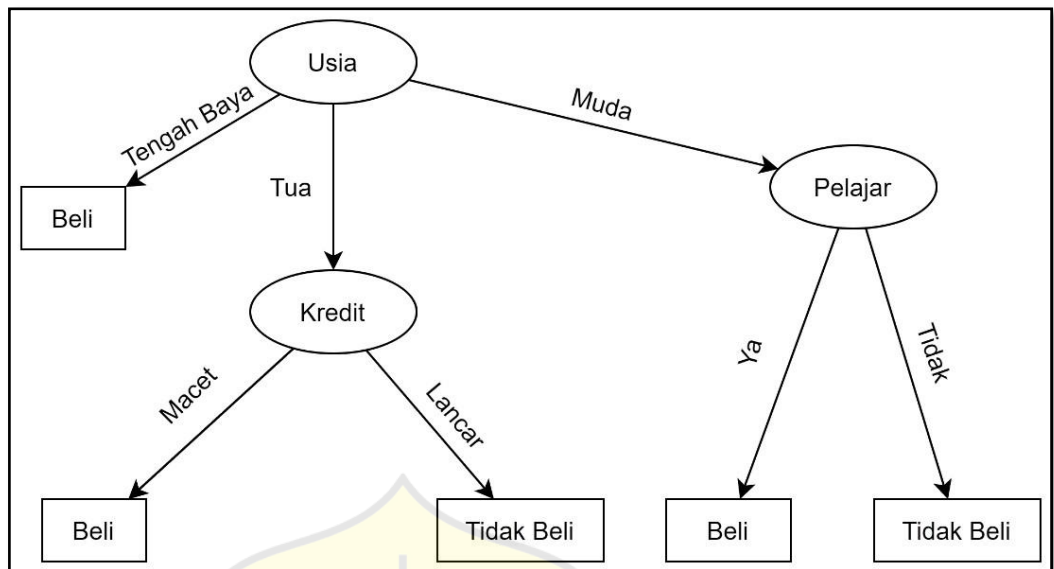 Usia
Tengah Baya
Tua
Muda
Beli
Pelajar
Kredit
Macet
Lancar
Ya
Tidak
Beli
Tidak Beli
Beli
Tidak Beli